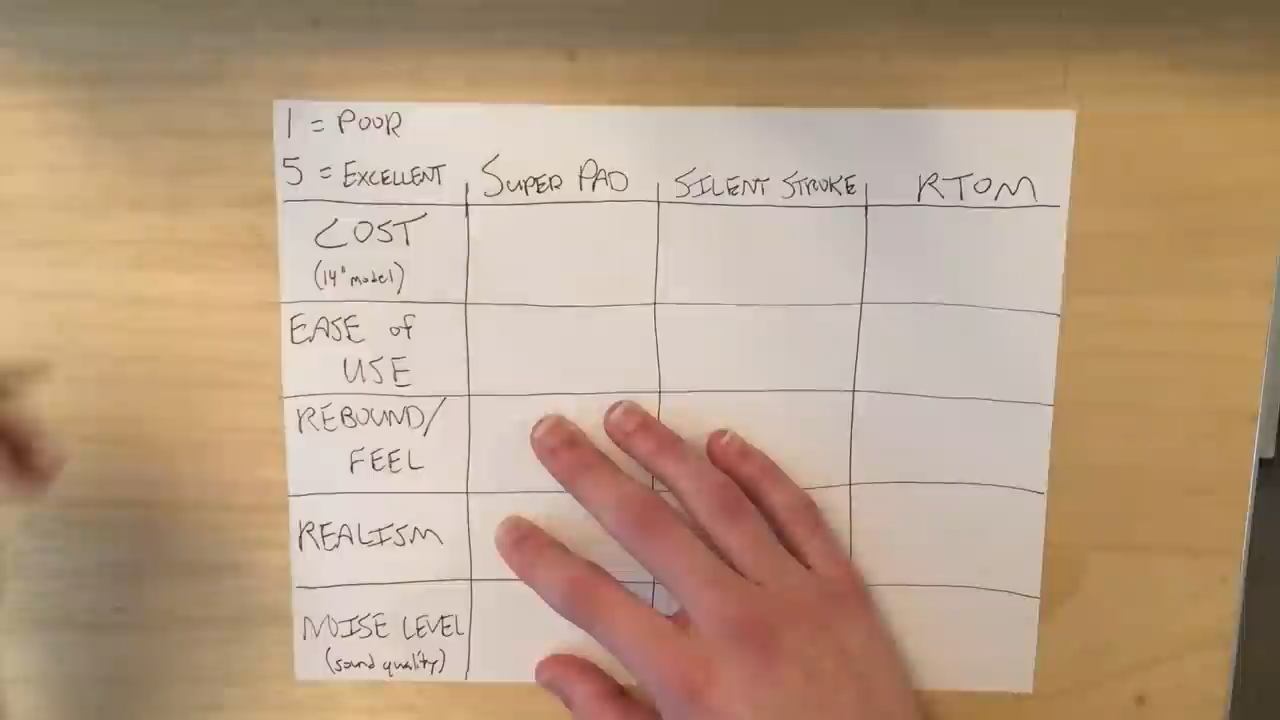 1 = POOR
5 = EXCELLENT
SUPER PAD
SILENT STROKE
RTOM
COST
(14" model)
EASE of
USE
REBOUND/
FEEL
REALISM
NOISE LEVEL
(sound quality)